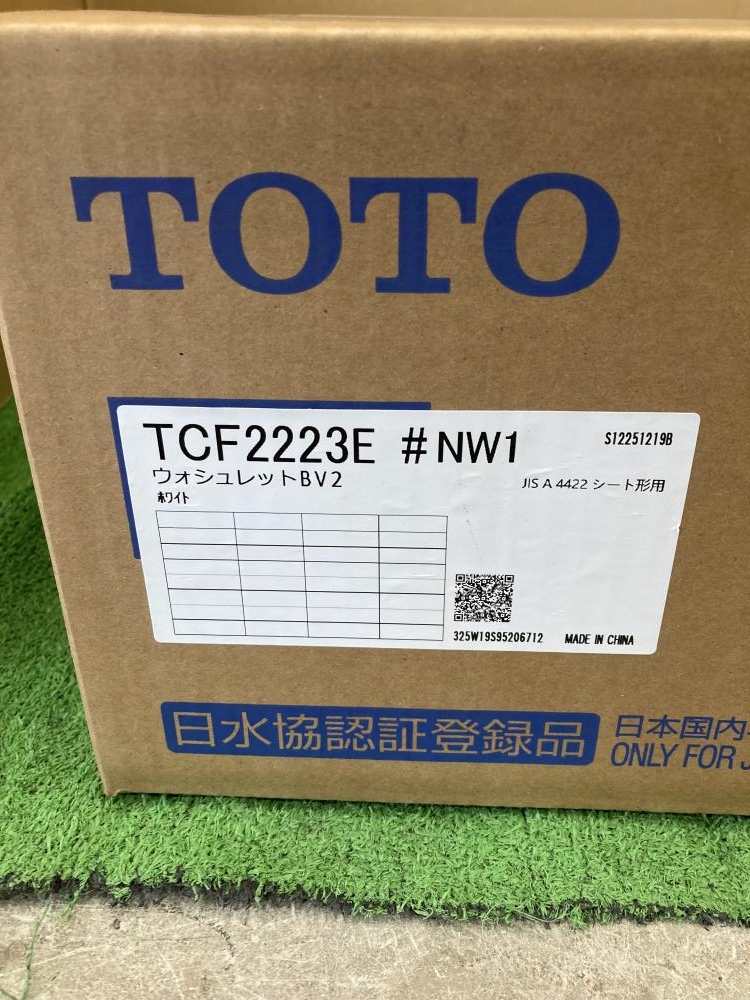 TOTO
TCF2223E #NW1
S12251219B
ウォシュレットBV2
JIS A 4422 シート形用
ホワイト
325W19S95206712
MADE IN CHINA
日水協認証登録品
日本国内
ONLY FOR